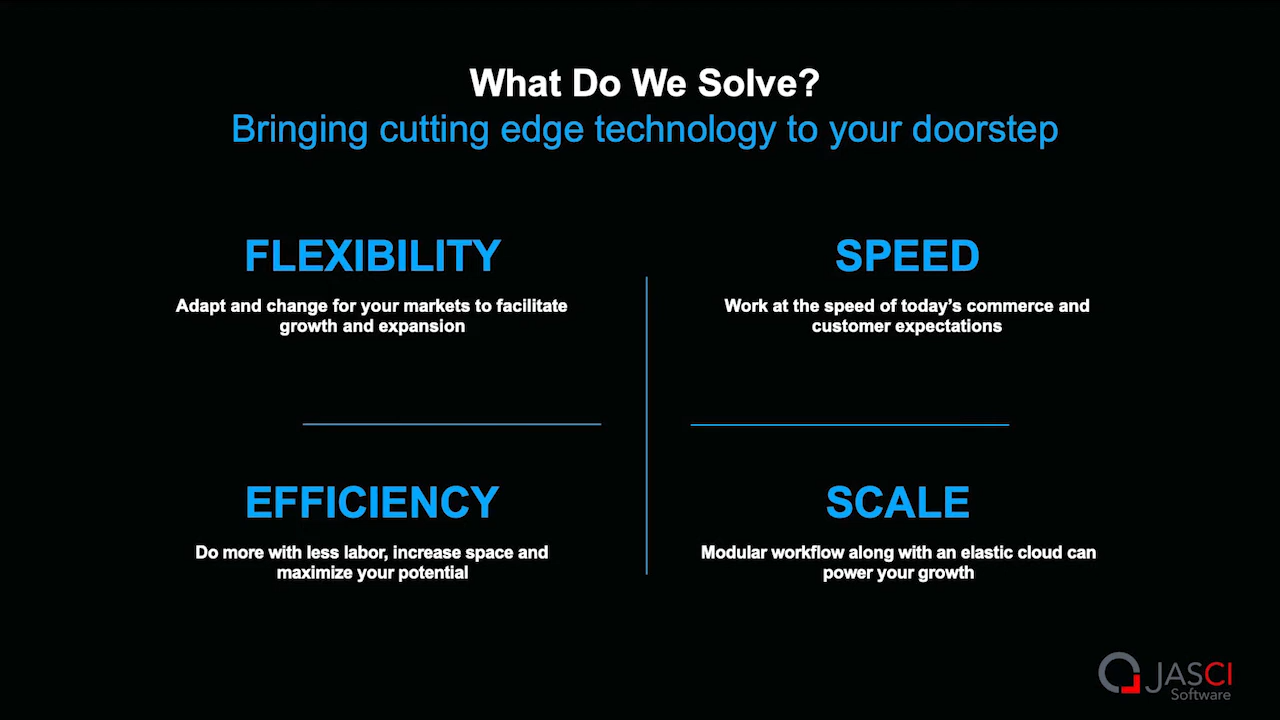 What Do We Solve?
Bringing cutting edge technology to your doorstep
FLEXIBILITY
Adapt and change for your markets to facilitate
growth and expansion
SPEED
Work at the speed of today’s commerce and
customer expectations
EFFICIENCY
Do more with less labor, increase space and
maximize your potential
SCALE
Modular workflow along with an elastic cloud can
power your growth
JASCI
Software